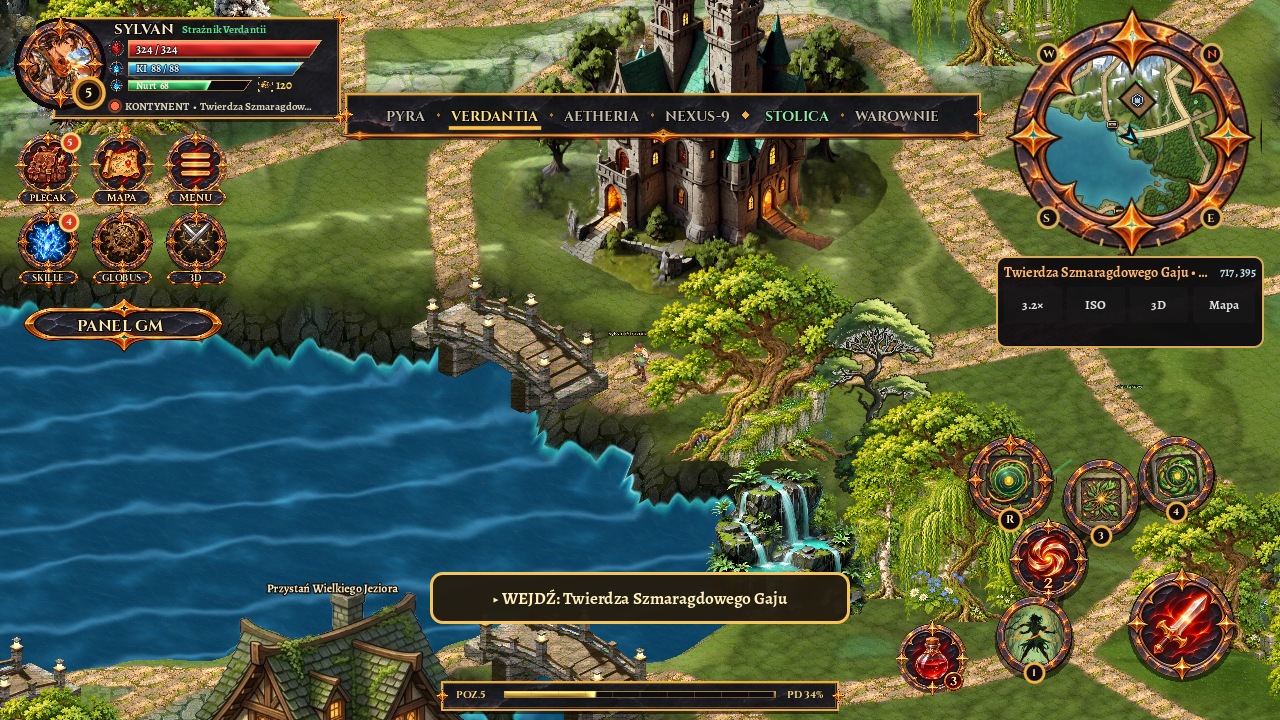 SYLVAN Strażnik Verdantii
324 / 324
KI 88 / 88
Nurt 68
120
5
KONTYNENT • Twierdza Szmaragdow...
PYRA • VERDANTIA • AETHERIA • NEXUS-9 ◆ STOLICA • WAROWNIE
W
N
S
E
5
PLECAK
MAPA
MENU
4
SKILLE
GLOBUS
3D
PANEL GM
Twierdza Szmaragdowego Gaju • ... 717,395
3.2×
ISO
3D
Mapa
R
3
4
2
1
3
Przystań Wielkiego Jeziora
▸ WEJDŹ: Twierdza Szmaragdowego Gaju
POZ.5
PD 34%